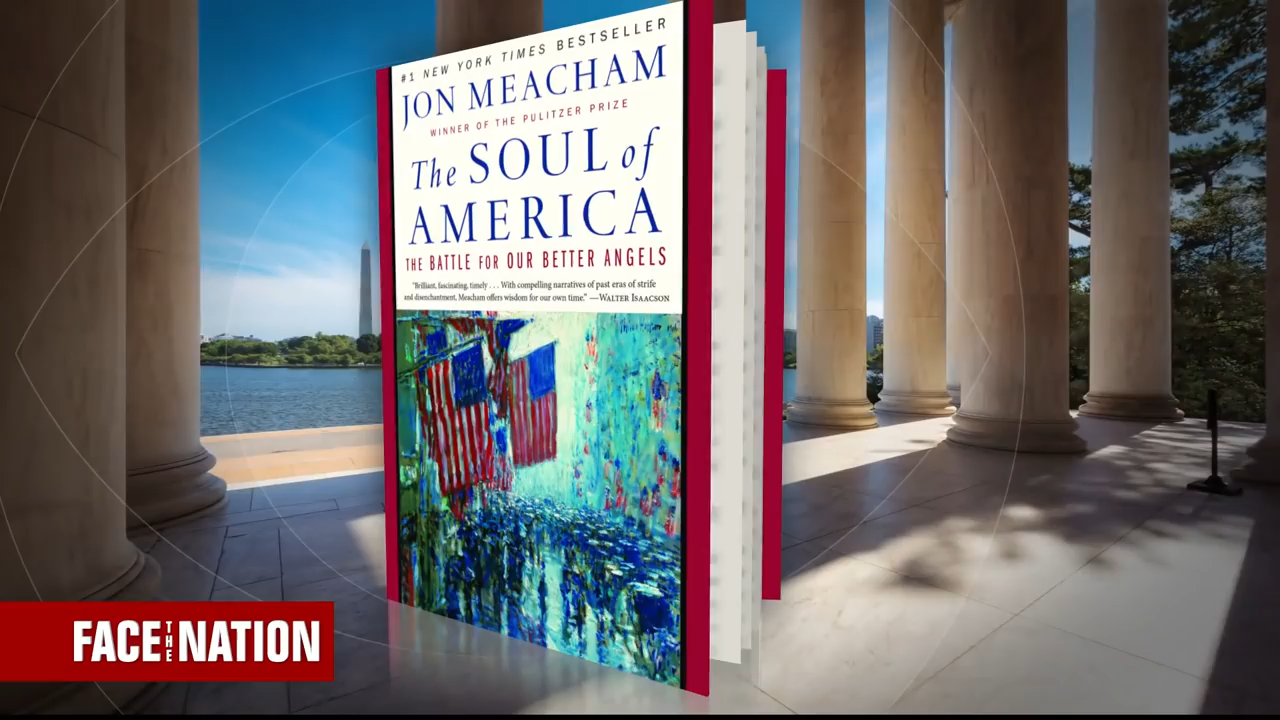 #1 NEW YORK TIMES BESTSELLER
JON MEACHAM
WINNER OF THE PULITZER PRIZE
The SOUL of
AMERICA
THE BATTLE FOR OUR BETTER ANGELS
"Brilliant, fascinating, timely . . . With compelling narratives of past eras of strife
and disenchantment, Meacham offers wisdom for our own time." —WALTER ISAACSON
FACE THE NATION